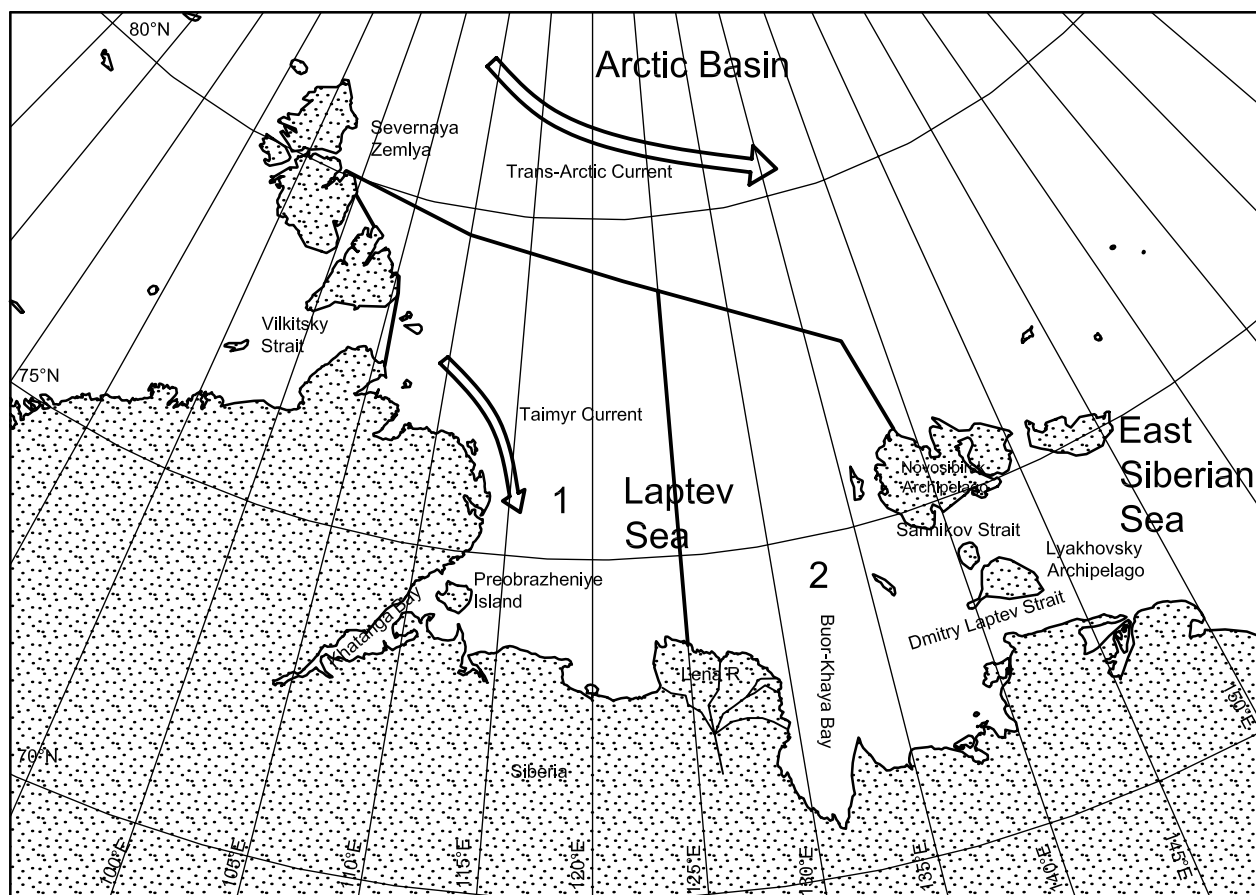 80°N
Arctic Basin
Severnaya
Zemlya
Trans-Arctic Current
Vilkitsky
Strait
75°N
Taimyr Current
East
Siberian
Sea
Novosibirsk
Archipelago
1
Laptev
Sea
Sannikov Strait
Lyakhovsky
Archipelago
2
Preobrazheniye
Island
Khatanga Bay
Dmitry Laptev Strait
Buor-Khaya Bay
Lena R
150°E
70°N
Siberia
100°E
105°E
110°E
115°E
120°E
125°E
130°E
135°E
140°E
145°E